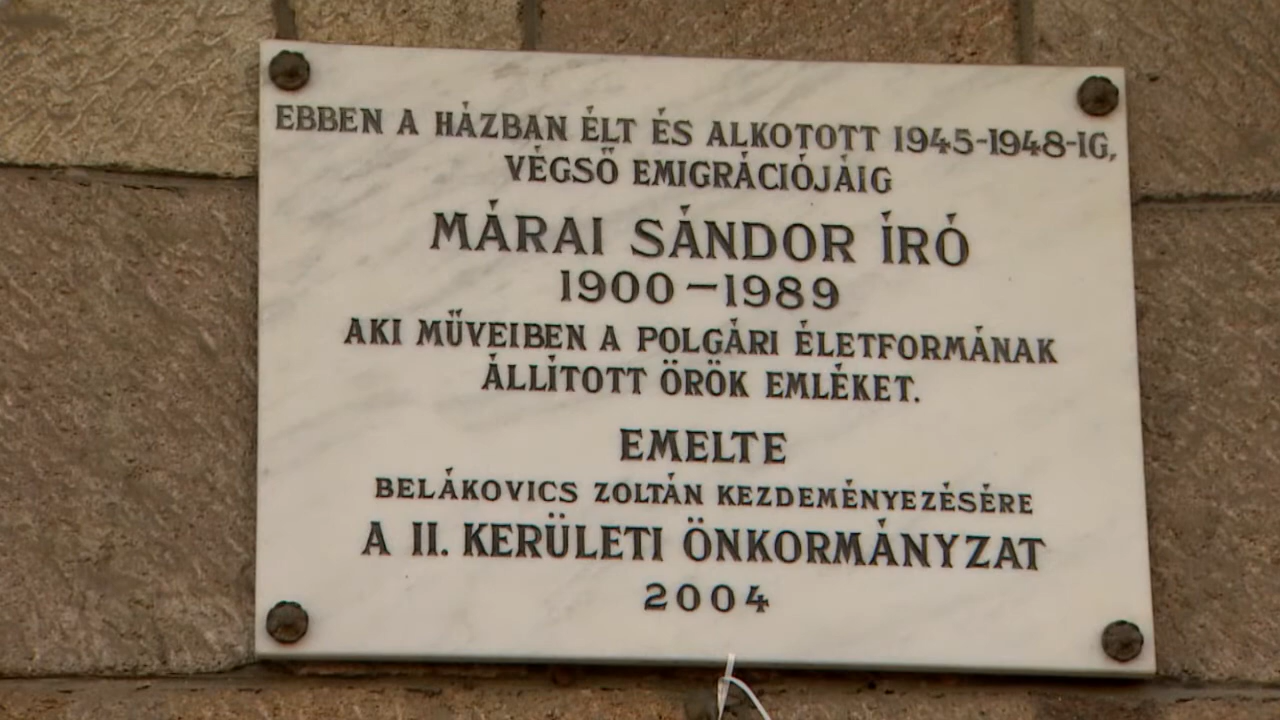 EBBEN A HÁZBAN ÉLT ÉS ALKOTOTT 1945-1948-IG,
VÉGSŐ EMIGRÁCIÓJÁIG
MÁRAI SÁNDOR ÍRÓ
1900–1989
AKI MŰVEIBEN A POLGÁRI ÉLETFORMÁNAK
ÁLLÍTOTT ÖRÖK EMLÉKET.
EMELTE
BELÁKOVICS ZOLTÁN KEZDEMÉNYEZÉSÉRE
A II. KERÜLETI ÖNKORMÁNYZAT
2004